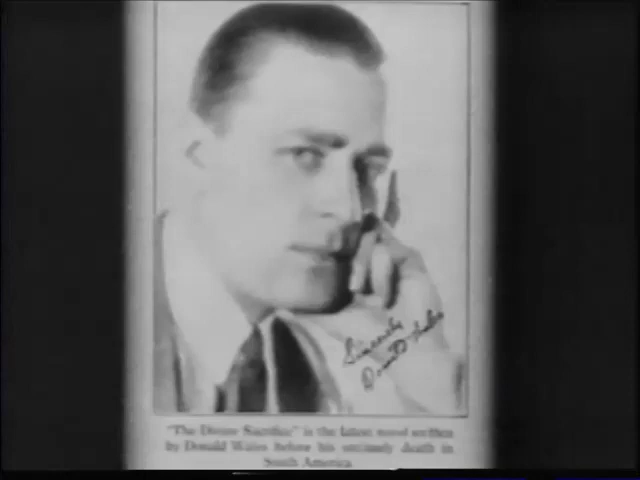 Sincerely
Donald Wales
"The Divine Sacrifice" is the latest novel written
by Donald Wales before his untimely death in
South America